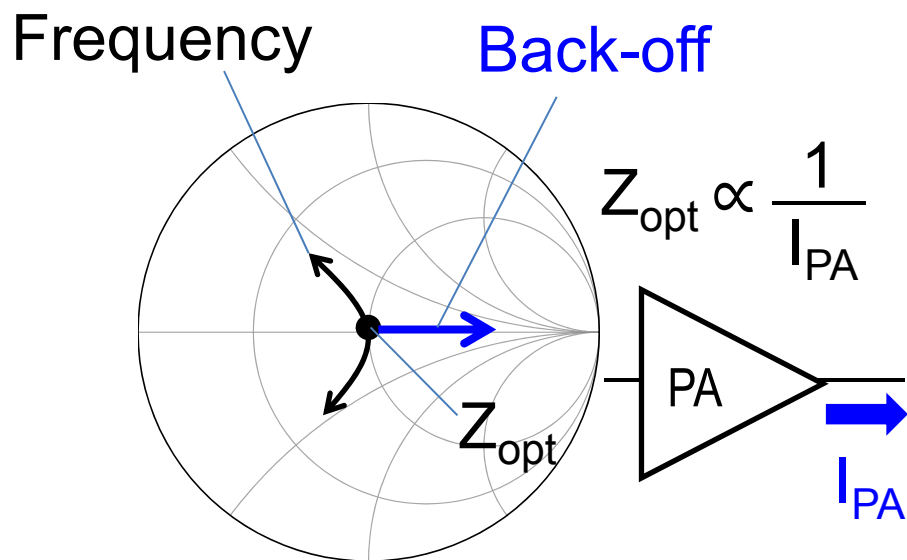 Frequency
Back-off
Zopt ∝ 1/IPA
PA
Zopt
IPA